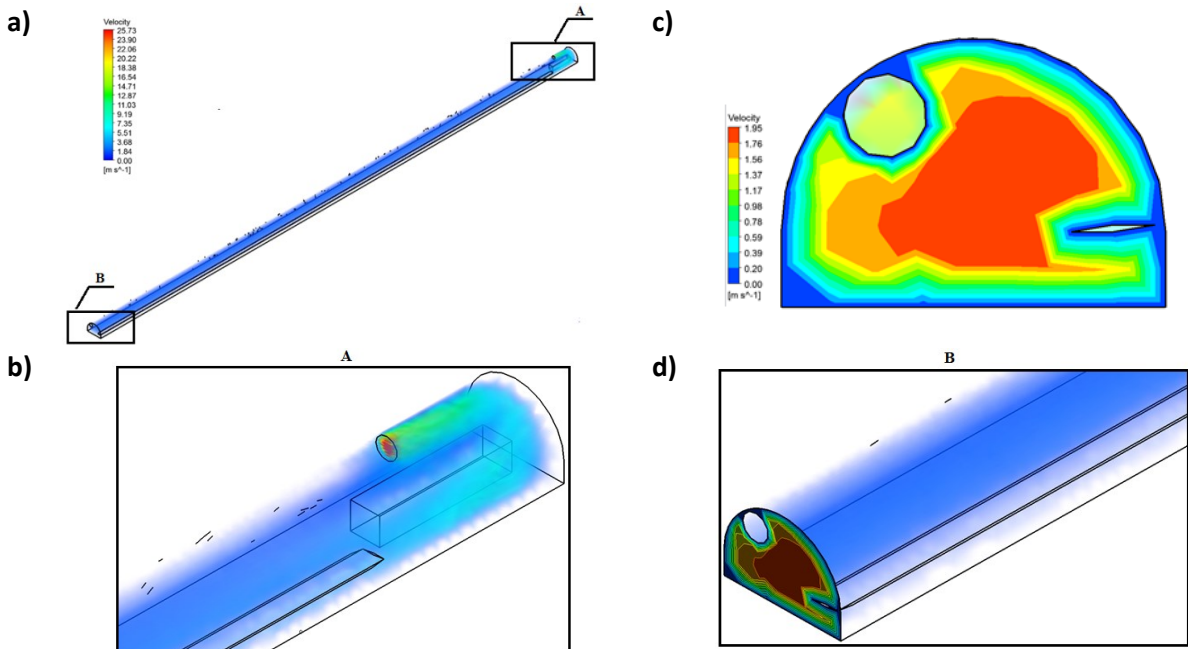 a)
Velocity
25.73
23.90
22.06
20.22
18.38
16.54
14.71
12.87
11.03
9.19
7.35
5.51
3.68
1.84
0.00
[m s^-1]
A
B
c)
Velocity
1.95
1.76
1.56
1.37
1.17
0.98
0.78
0.59
0.39
0.20
0.00
[m s^-1]
b)
A
d)
B